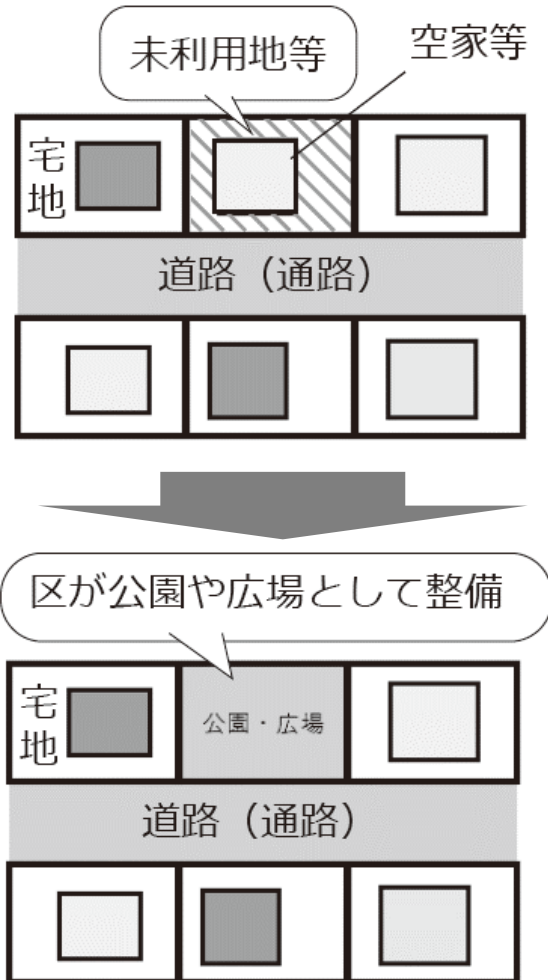 未利用地等
空家等
宅地
道路（通路）
区が公園や広場として整備
宅地
公園・広場
道路（通路）